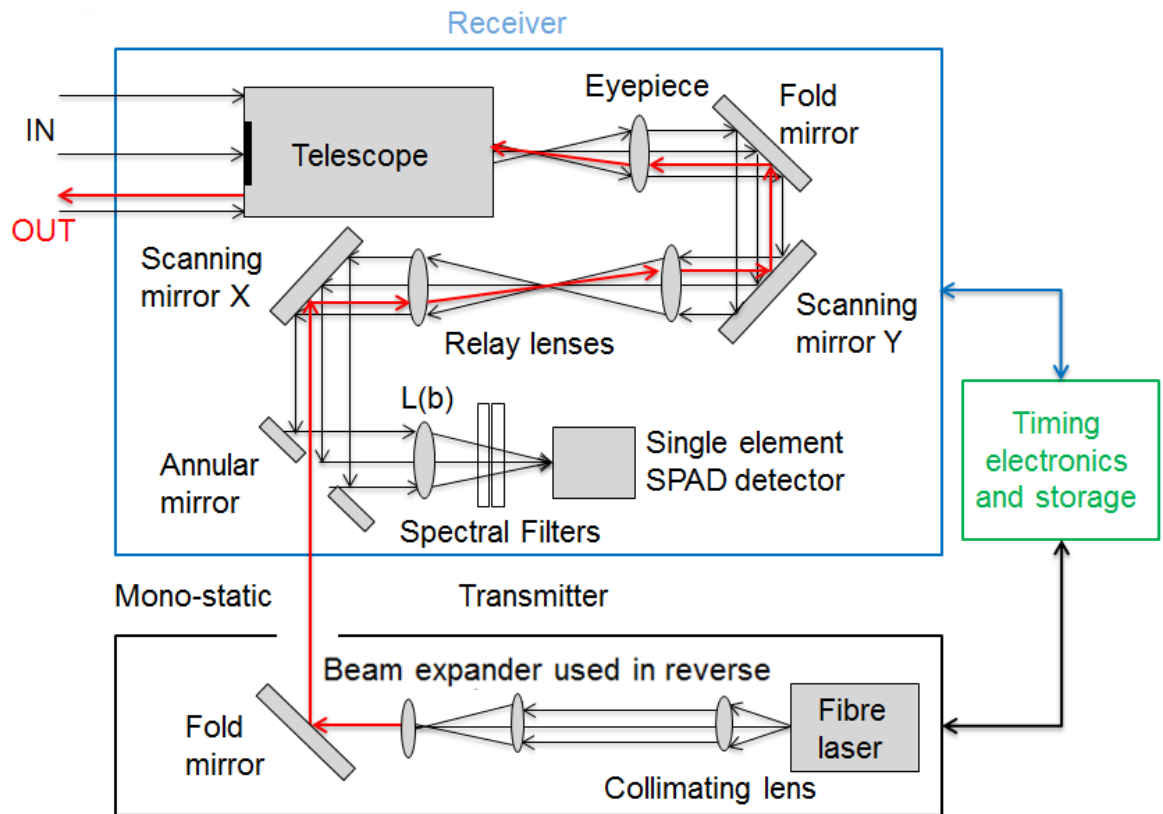 Receiver
IN
OUT
Telescope
Eyepiece
Fold
mirror
Scanning
mirror X
Relay lenses
Scanning
mirror Y
L(b)
Annular
mirror
Single element
SPAD detector
Spectral Filters
Timing
electronics
and storage
Mono-static
Transmitter
Beam expander used in reverse
Fold
mirror
Fibre
laser
Collimating lens